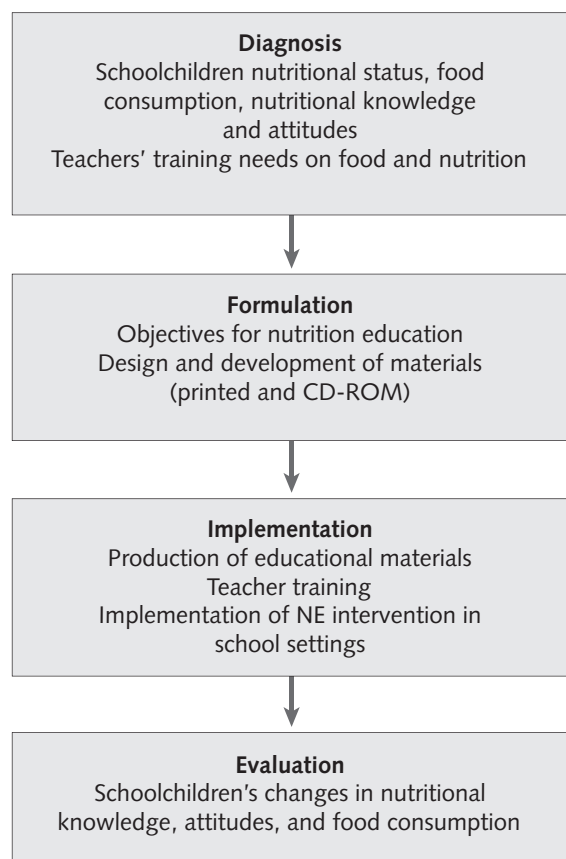 Diagnosis
Schoolchildren nutritional status, food
consumption, nutritional knowledge
and attitudes
Teachers’ training needs on food and nutrition
Formulation
Objectives for nutrition education
Design and development of materials
(printed and CD-ROM)
Implementation
Production of educational materials
Teacher training
Implementation of NE intervention in
school settings
Evaluation
Schoolchildren’s changes in nutritional
knowledge, attitudes, and food consumption